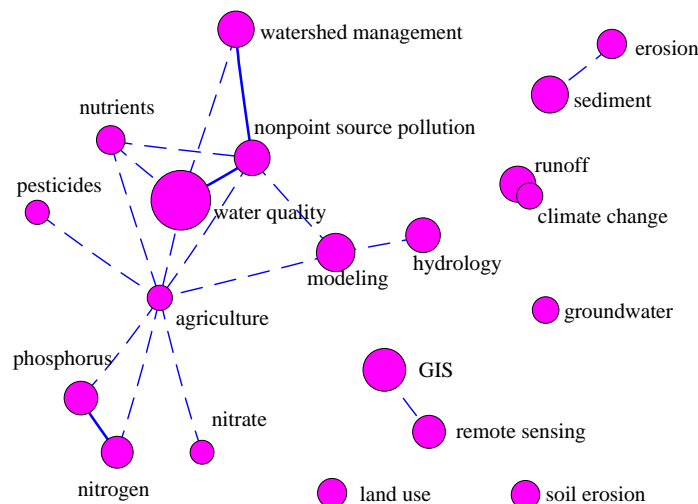 watershed management
erosion
sediment
nutrients
nonpoint source pollution
runoff
pesticides
water quality
climate change
hydrology
modeling
agriculture
groundwater
phosphorus
GIS
nitrate
remote sensing
nitrogen
land use
soil erosion